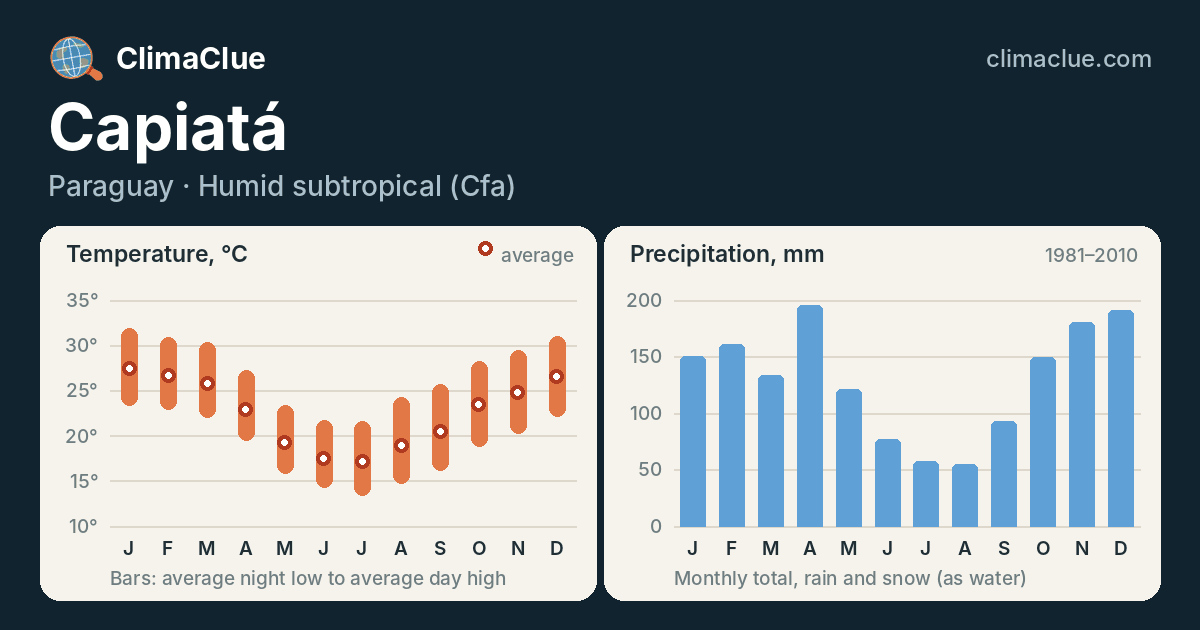 ClimaClue
climaclue.com
Capiatá
Paraguay · Humid subtropical (Cfa)
Temperature, °C
average
35°
30°
25°
20°
15°
10°
J F M A M J J A S O N D
Bars: average night low to average day high
Precipitation, mm
1981–2010
200
150
100
50
0
J F M A M J J A S O N D
Monthly total, rain and snow (as water)